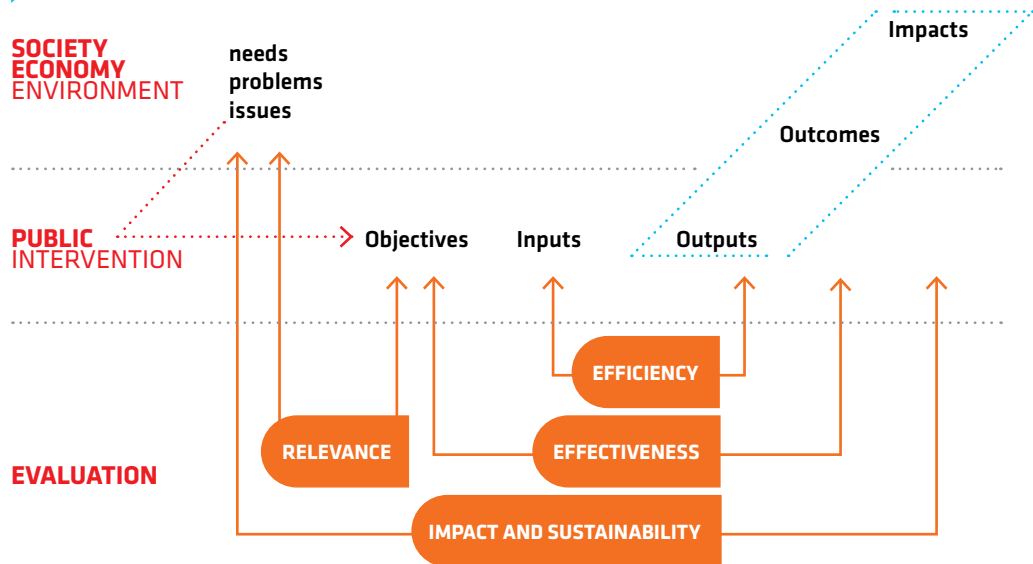 Impacts
SOCIETY
ECONOMY
ENVIRONMENT
needs
problems
issues
Outcomes
PUBLIC
INTERVENTION
Objectives
Inputs
Outputs
EFFICIENCY
RELEVANCE
EFFECTIVENESS
EVALUATION
IMPACT AND SUSTAINABILITY